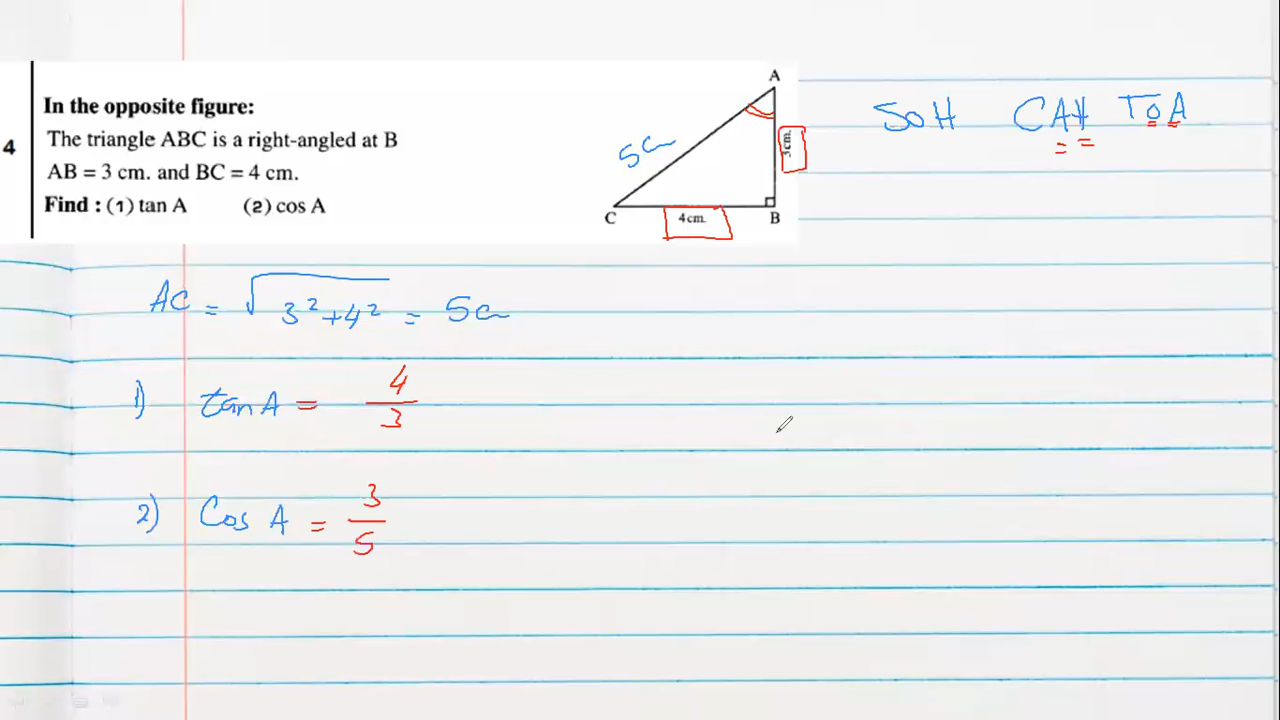 4
In the opposite figure:
The triangle ABC is a right-angled at B
AB = 3 cm. and BC = 4 cm.
Find : (1) tan A (2) cos A
A
5c
3cm.
C
4cm.
B
SOH CAH TOA
AC = √3²+4² = 5c
1) tan A = 4/3
2) Cos A = 3/5